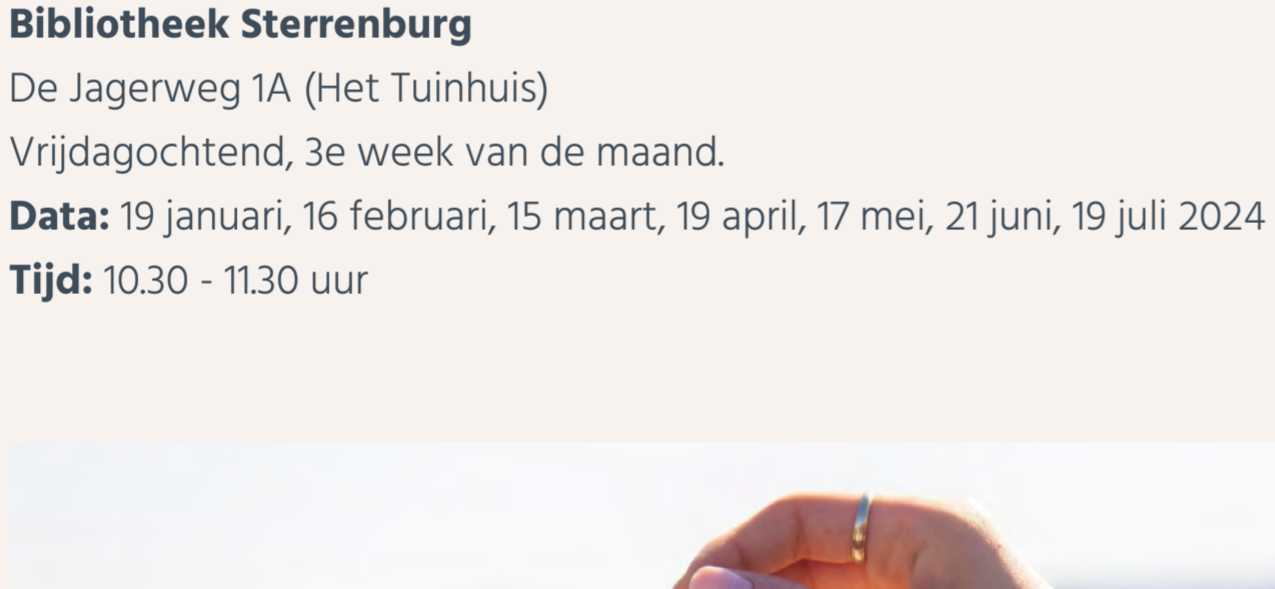 Bibliotheek Sterrenburg
De Jagerweg 1A (Het Tuinhuis)
Vrijdagochtend, 3e week van de maand.
Data: 19 januari, 16 februari, 15 maart, 19 april, 17 mei, 21 juni, 19 juli 2024
Tijd: 10.30 - 11.30 uur